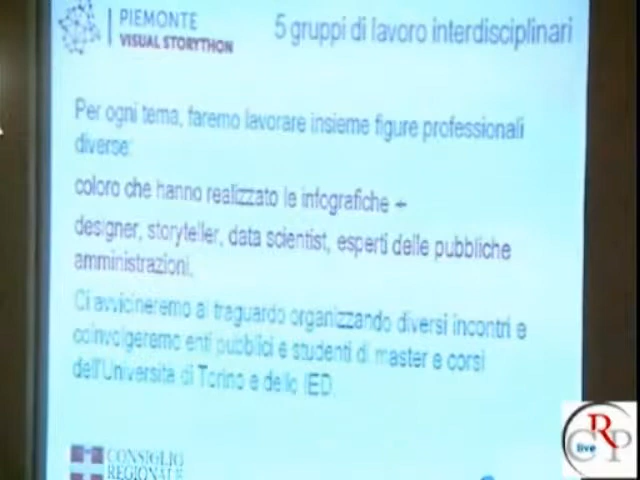 PIEMONTE
VISUAL STORYTHON
5 gruppi di lavoro interdisciplinari
Per ogni tema, faremo lavorare insieme figure professionali
diverse:
coloro che hanno realizzato le infografiche +
designer, storyteller, data scientist, esperti delle pubbliche
amministrazioni.
Ci avvicineremo al traguardo organizzando diversi incontri e
coinvolgeremo enti pubblici e studenti di master e corsi
dell'Università di Torino e dello IED.
CONSIGLIO
REGIONALE
CRP
live